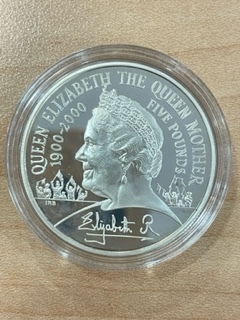 QUEEN ELIZABETH THE QUEEN MOTHER
1900-2000
FIVE POUNDS
IRB
Elizabeth R